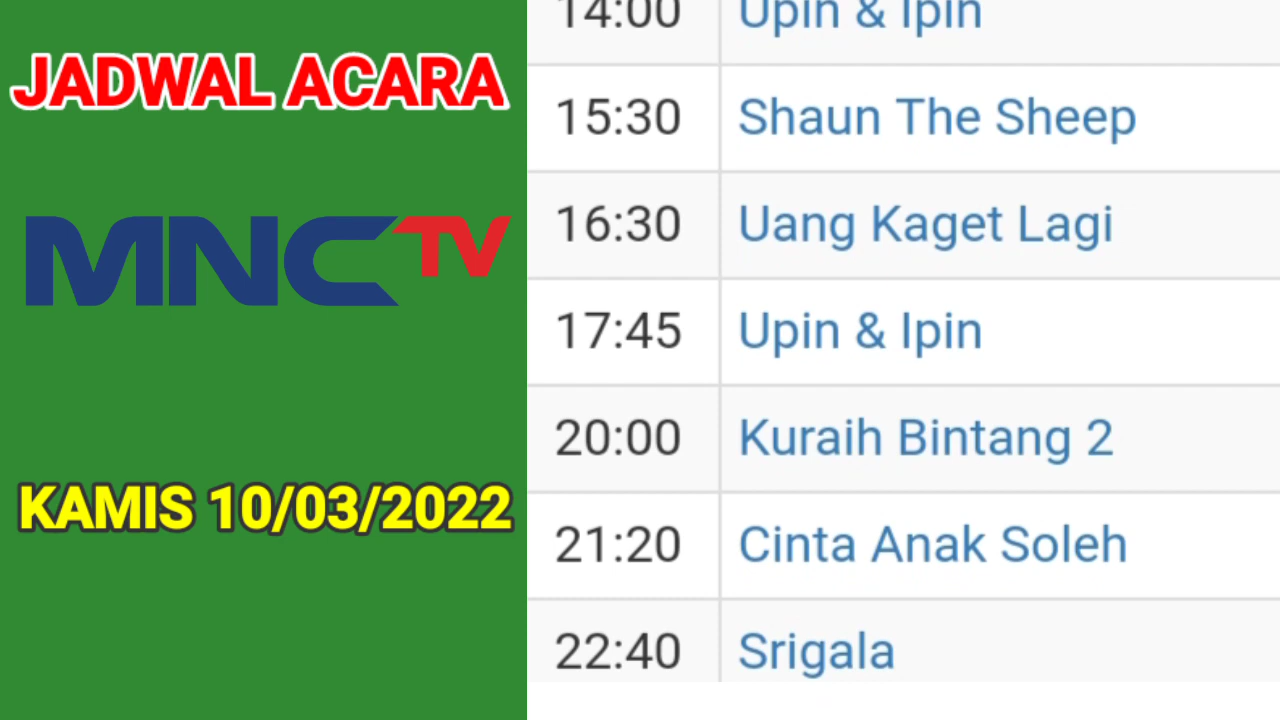 JADWAL ACARA
MNCTV
KAMIS 10/03/2022
14:00 Upin & Ipin
15:30 Shaun The Sheep
16:30 Uang Kaget Lagi
17:45 Upin & Ipin
20:00 Kuraih Bintang 2
21:20 Cinta Anak Soleh
22:40 Srigala